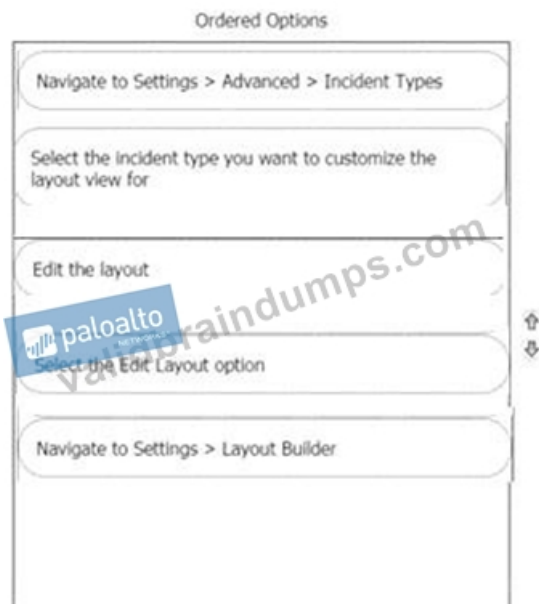 Ordered Options
Navigate to Settings > Advanced > Incident Types
Select the incident type you want to customize the
layout view for
Edit the layout
paloalto
NETWORKS
validbraindumps.com
Select the Edit Layout option
Navigate to Settings > Layout Builder